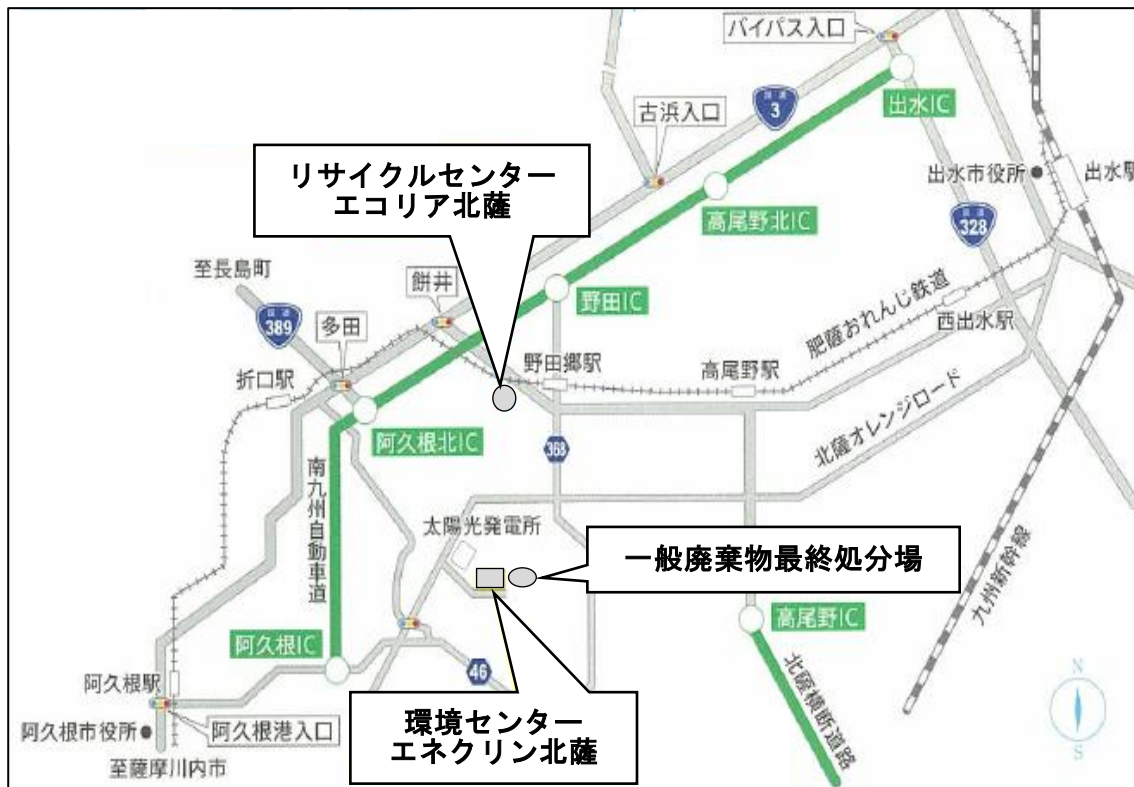 バイパス入口
国道
3
出水IC
古浜入口
出水市役所
出水駅
リサイクルセンター
エコリア北薩
高尾野北IC
国道
328
至長島町
餅井
野田IC
国道
389
多田
肥薩おれんじ鉄道
西出水駅
折口駅
野田郷駅
高尾野駅
阿久根北IC
368
北薩オレンジロード
南九州自動車道
太陽光発電所
一般廃棄物最終処分場
九州新幹線
高尾野IC
阿久根IC
46
北薩横断道路
阿久根駅
環境センター
エネクリン北薩
阿久根市役所
阿久根港入口
至薩摩川内市
N
S